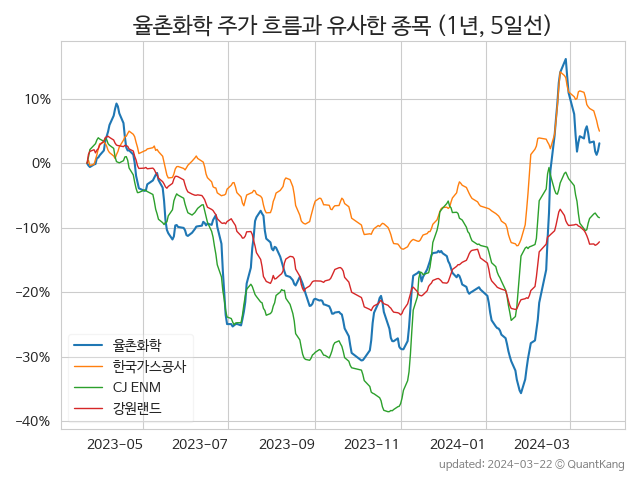 율촌화학 주가 흐름과 유사한 종목 (1년, 5일선)
10%
0%
−10%
−20%
−30%
−40%
율촌화학
한국가스공사
CJ ENM
강원랜드
2023-05
2023-07
2023-09
2023-11
2024-01
2024-03
updated: 2024-03-22 © QuantKang